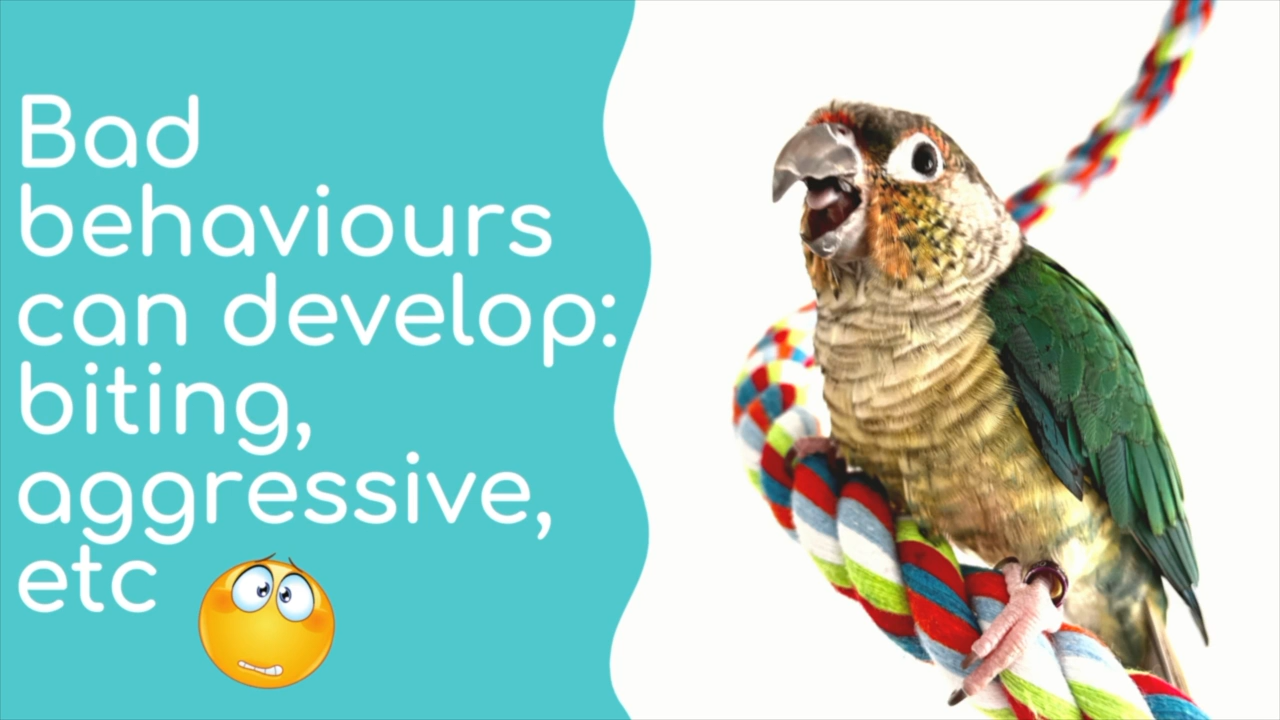 Bad
behaviours
can develop:
biting,
aggressive,
etc